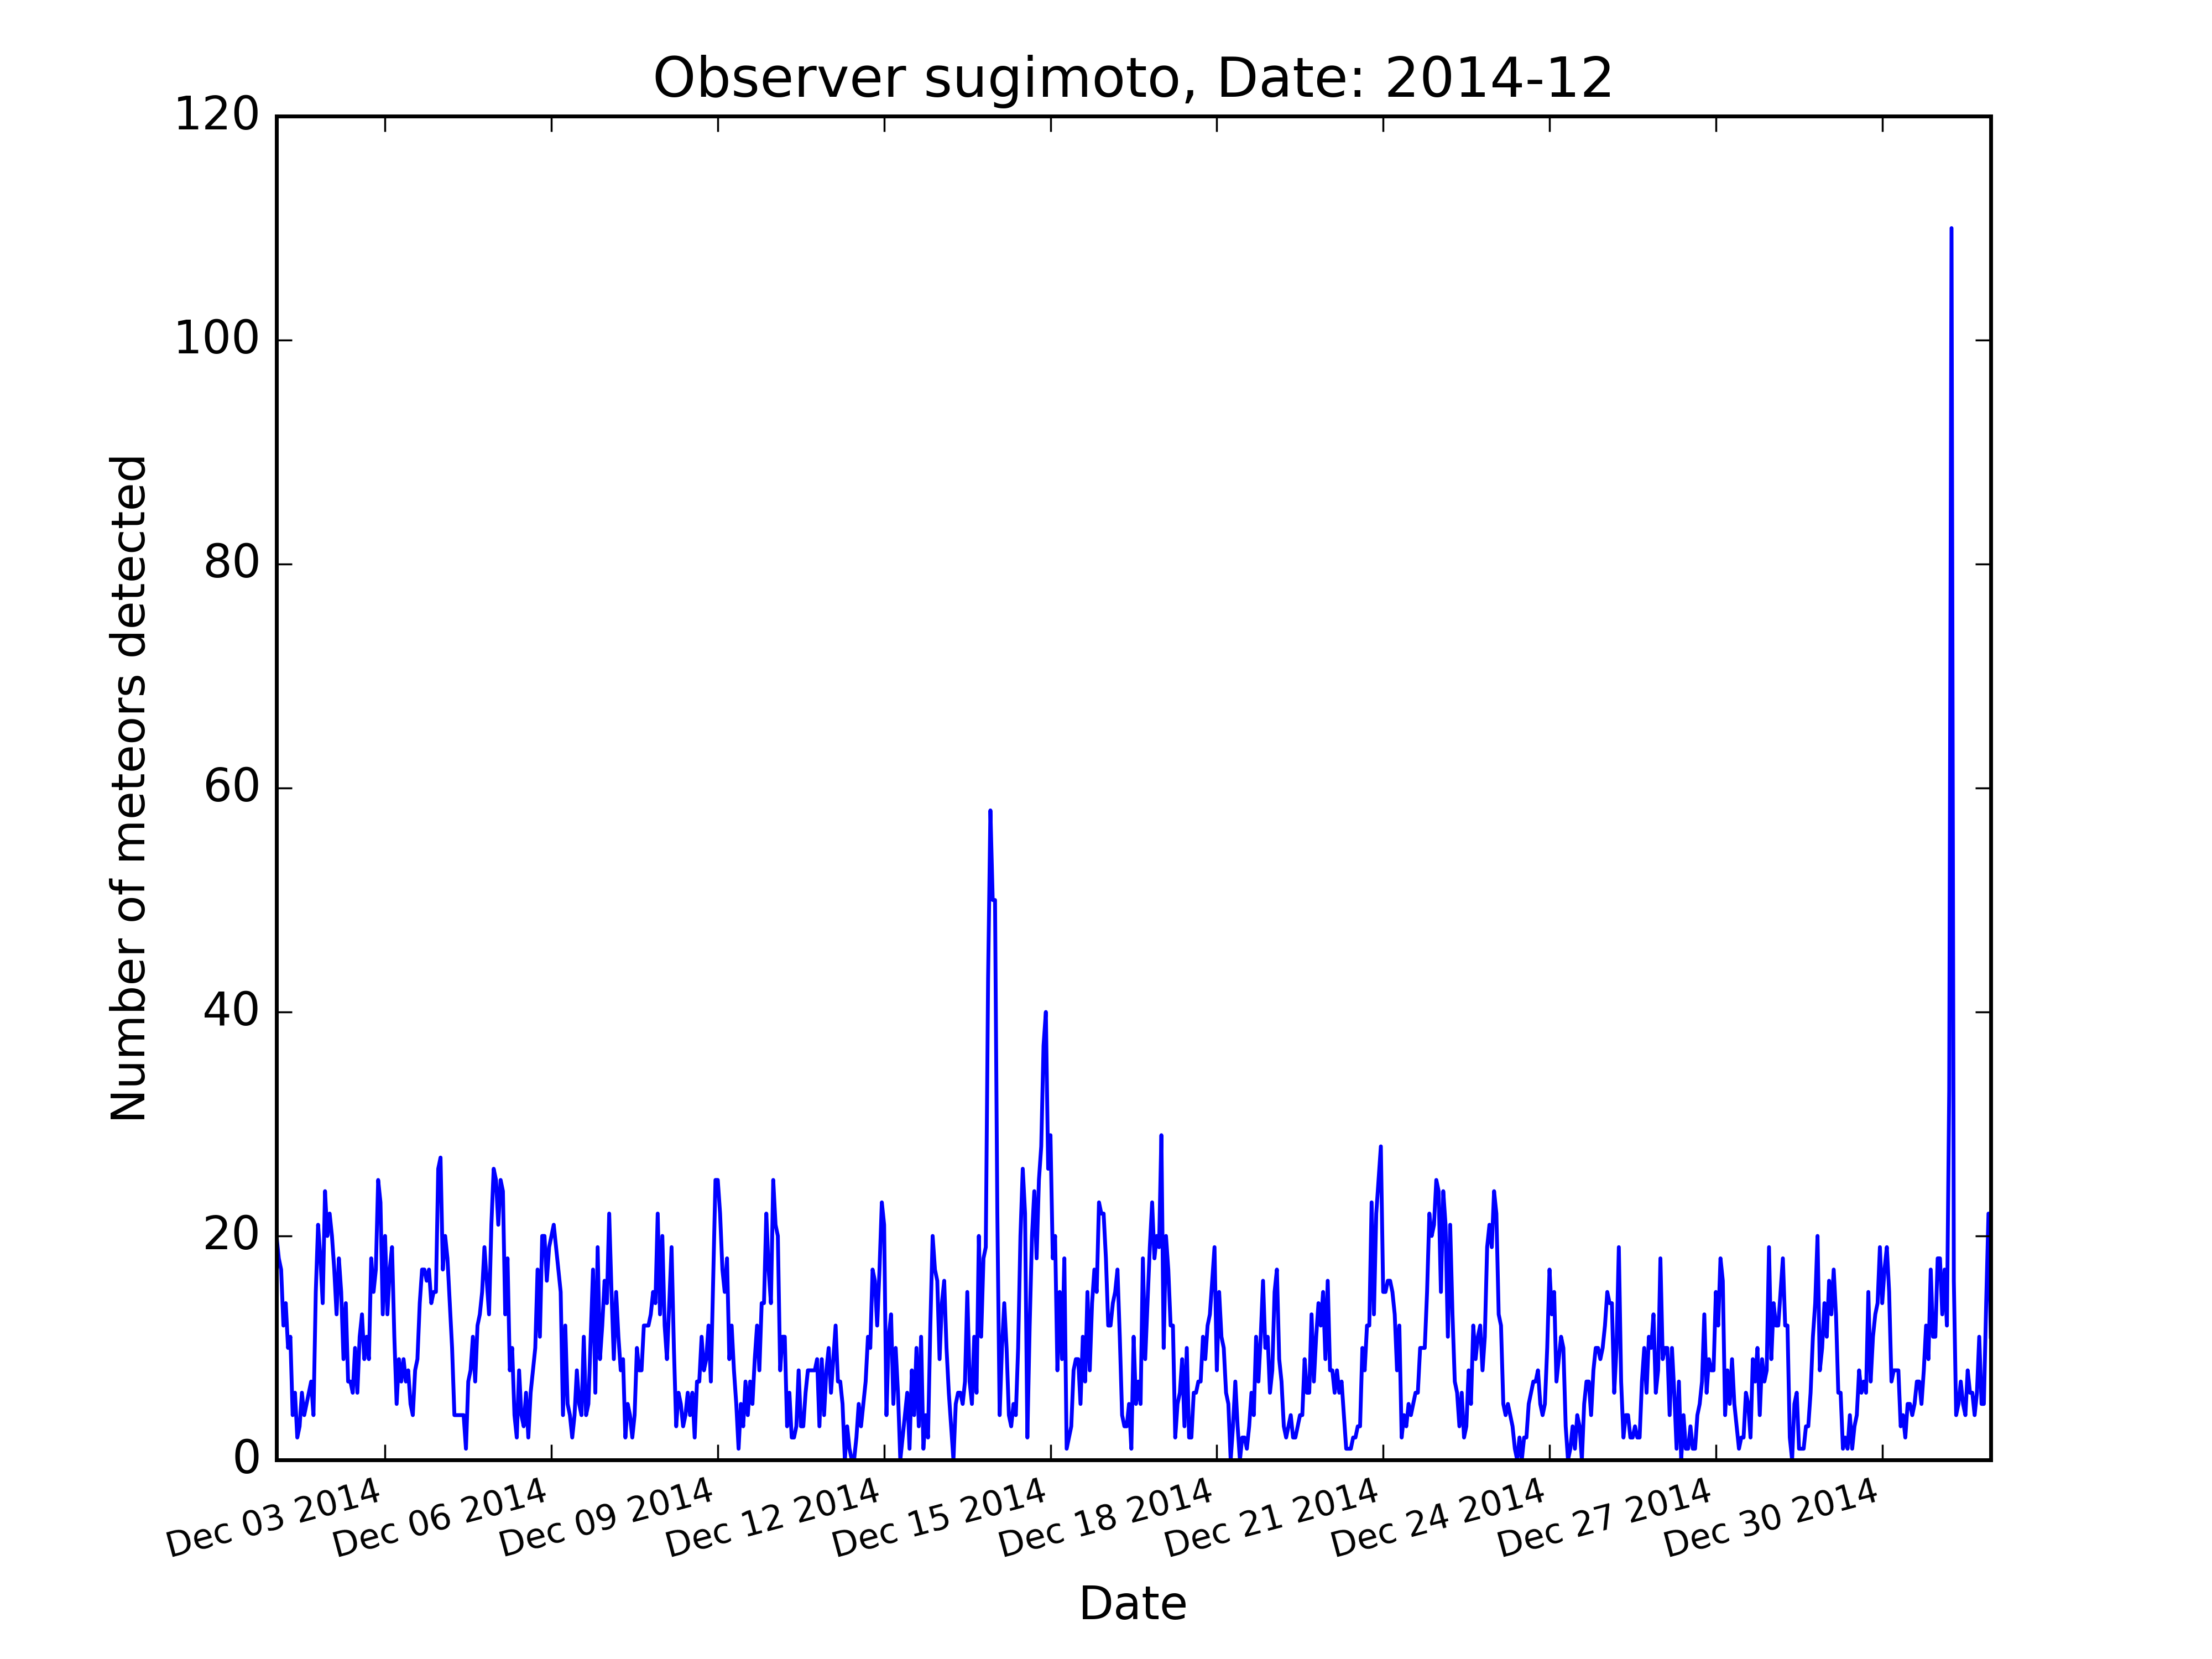 Observer sugimoto, Date: 2014-12
120
100
80
60
40
20
0
Number of meteors detected
Dec 03 2014
Dec 06 2014
Dec 09 2014
Dec 12 2014
Dec 15 2014
Dec 18 2014
Dec 21 2014
Dec 24 2014
Dec 27 2014
Dec 30 2014
Date